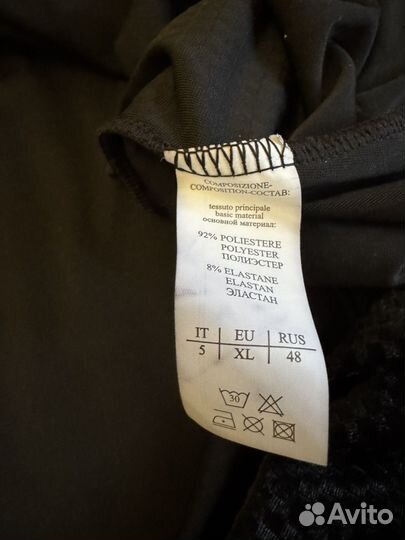 COMPOSIZIONE-
COMPOSITION-СОСТАВ:
tessuto principale
basic material
основной материал:
92% POLIESTERE
POLYESTER
ПОЛИЭСТЕР
8% ELASTANE
ELASTAN
ЭЛАСТАН
IT EU RUS
5 XL 48
30
Avito